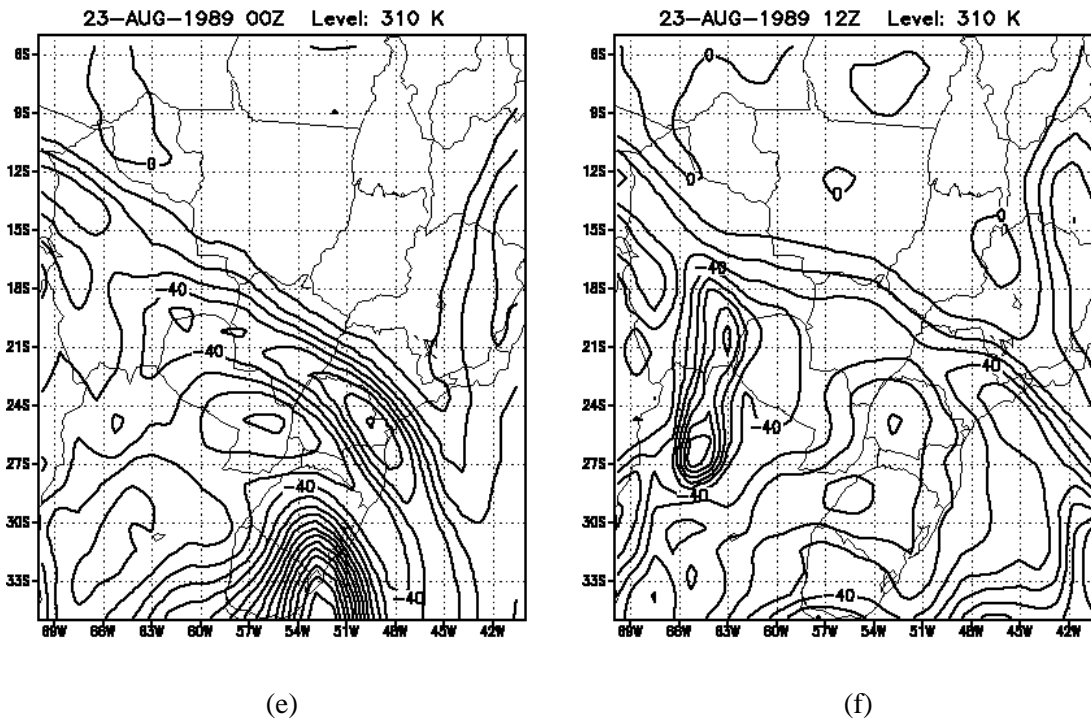 23-AUG-1989 00Z Level: 310 K
6S
9S
12S
15S
18S
21S
24S
27S
30S
33S
69W 66W 63W 60W 57W 54W 51W 48W 45W 42W
0
-40
-40
-40
-40
(e)
23-AUG-1989 12Z Level: 310 K
6S
9S
12S
15S
18S
21S
24S
27S
30S
33S
69W 66W 63W 60W 57W 54W 51W 48W 45W 42W
0
0
0
0
0
-40
40
-40
-40
40
(f)